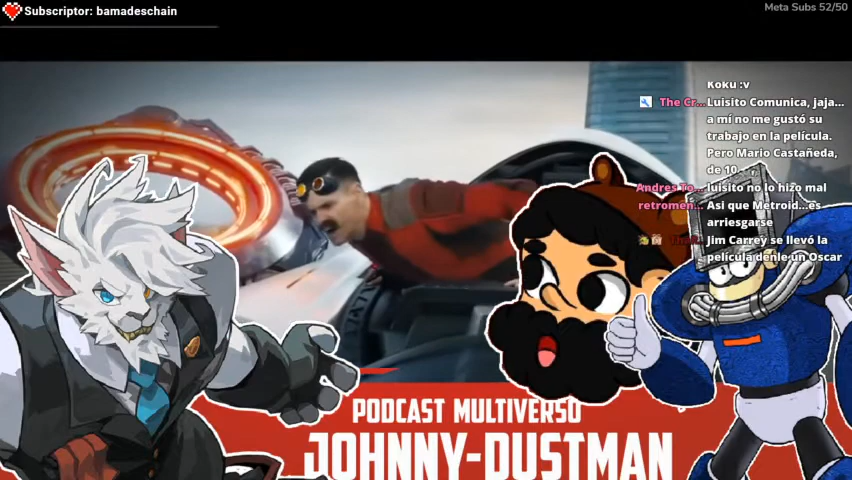 Subscriptor: bamadeschain
Meta Subs 52/50
Koku :v
The Cr... Luisito Comunica, jaja...
a mí no me gustó su
trabajo en la película.
Pero Mario Castañeda,
de 10
Andres To... luisito no lo hizo mal
retromen... Asi que Metroid...es
arriesgarse
Jim Carrey se llevó la
película denle un Oscar
PODCAST MULTIVERSO
JOHNNY-DUSTMAN